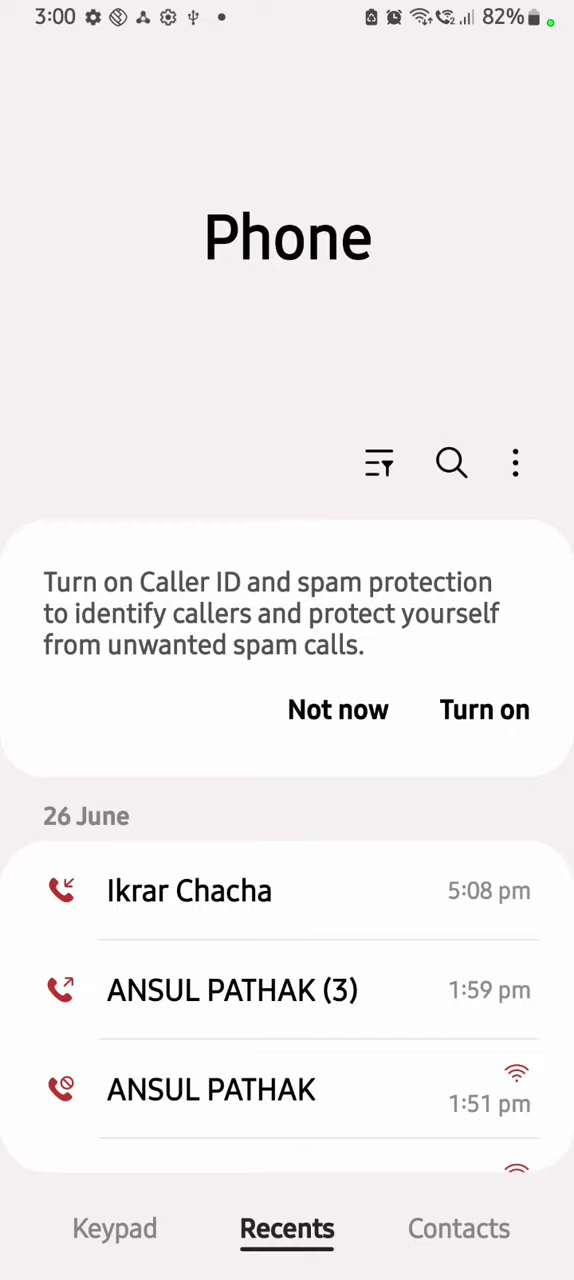 3:00 82%
Phone
Turn on Caller ID and spam protection
to identify callers and protect yourself
from unwanted spam calls.
Not now Turn on
26 June
Ikrar Chacha 5:08 pm
ANSUL PATHAK (3) 1:59 pm
ANSUL PATHAK 1:51 pm
Keypad Recents Contacts